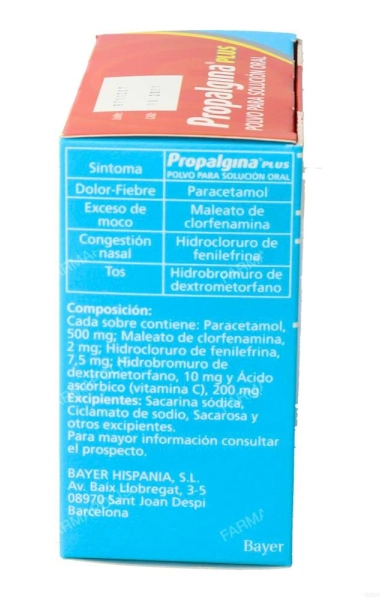 Propalgina® PLUS
POLVO PARA SOLUCIÓN ORAL
Síntoma
Propalgina® PLUS
POLVO PARA SOLUCIÓN ORAL
Dolor-Fiebre
Paracetamol
Exceso de
moco
Maleato de
clorfenamina
Congestión
nasal
Hidrocloruro de
fenilefrina
Tos
Hidrobromuro de
dextrometorfano
Composición:
Cada sobre contiene: Paracetamol,
500 mg; Maleato de clorfenamina,
2 mg; Hidrocloruro de fenilefrina,
7,5 mg; Hidrobromuro de
dextrometorfano, 10 mg y Ácido
ascórbico (vitamina C), 200 mg.
Excipientes: Sacarina sódica,
Ciclamato de sodio, Sacarosa y
otros excipientes.
Para mayor información consultar
el prospecto.
BAYER HISPANIA, S.L.
Av. Baix Llobregat, 3-5
08970 Sant Joan Despi
Barcelona
Bayer